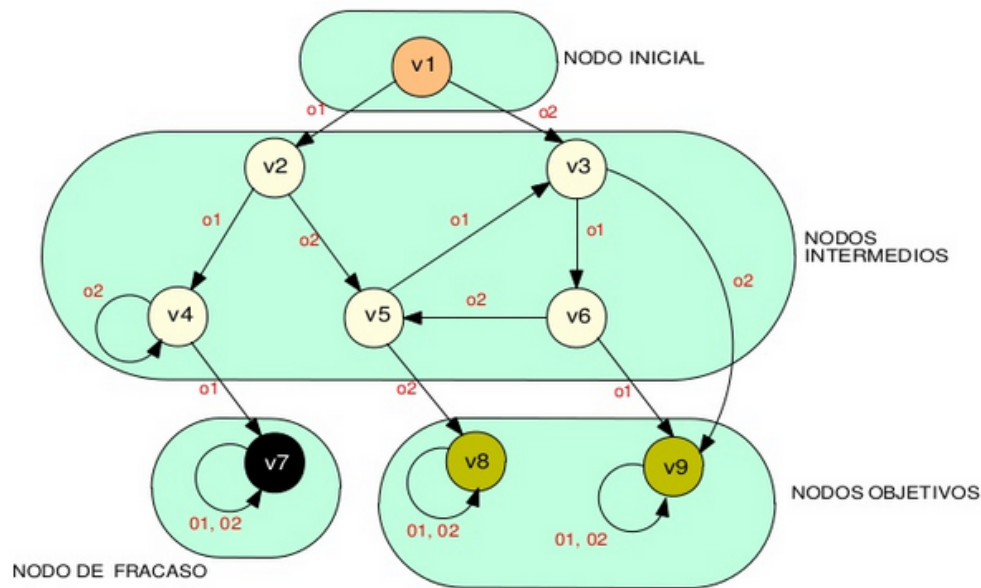 v1
NODO INICIAL
o1
o2
v2
v3
o1
o2
o1
o1
NODOS
INTERMEDIOS
o2
o2
o2
v4
v5
v6
o1
o2
o1
v7
v8
v9
NODOS OBJETIVOS
01, 02
01, 02
01, 02
NODO DE FRACASO